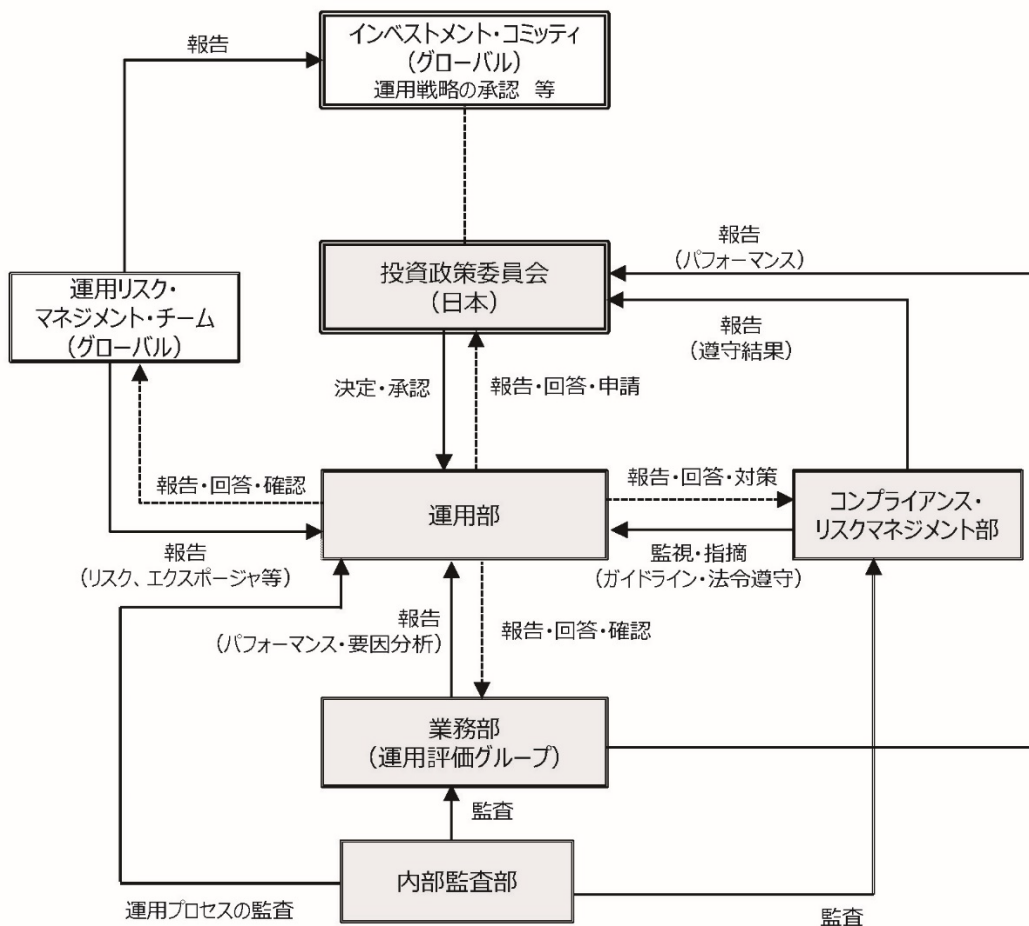 報告
インベストメント・コミッティ
(グローバル)
運用戦略の承認 等
報告
(パフォーマンス)
投資政策委員会
(日本)
運用リスク・
マネジメント・チーム
(グローバル)
報告
(遵守結果)
決定・承認
報告・回答・申請
報告・回答・確認
運用部
報告・回答・対策
コンプライアンス・
リスクマネジメント部
報告
(リスク、エクスポージャ等)
監視・指摘
(ガイドライン・法令遵守)
報告
(パフォーマンス・要因分析)
報告・回答・確認
業務部
(運用評価グループ)
監査
内部監査部
運用プロセスの監査
監査